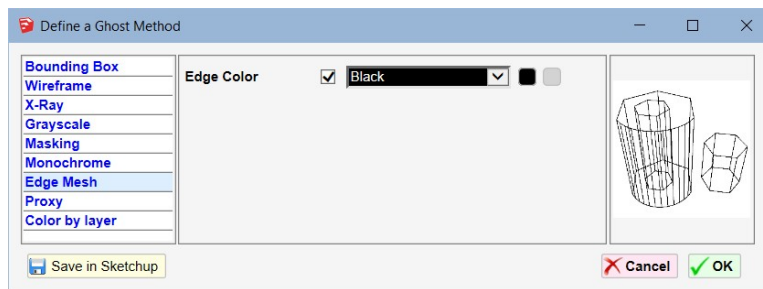 Define a Ghost Method
Bounding Box
Wireframe
X-Ray
Grayscale
Masking
Monochrome
Edge Mesh
Proxy
Color by layer
Edge Color
Black
Save in Sketchup
Cancel
OK